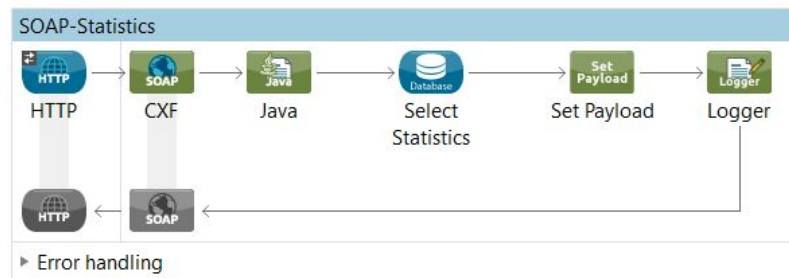 SOAP-Statistics
HTTP
SOAP
Java
Database
Set
Payload
Logger
HTTP
CXF
Java
Select
Statistics
Set Payload
Logger
HTTP
SOAP
Error handling